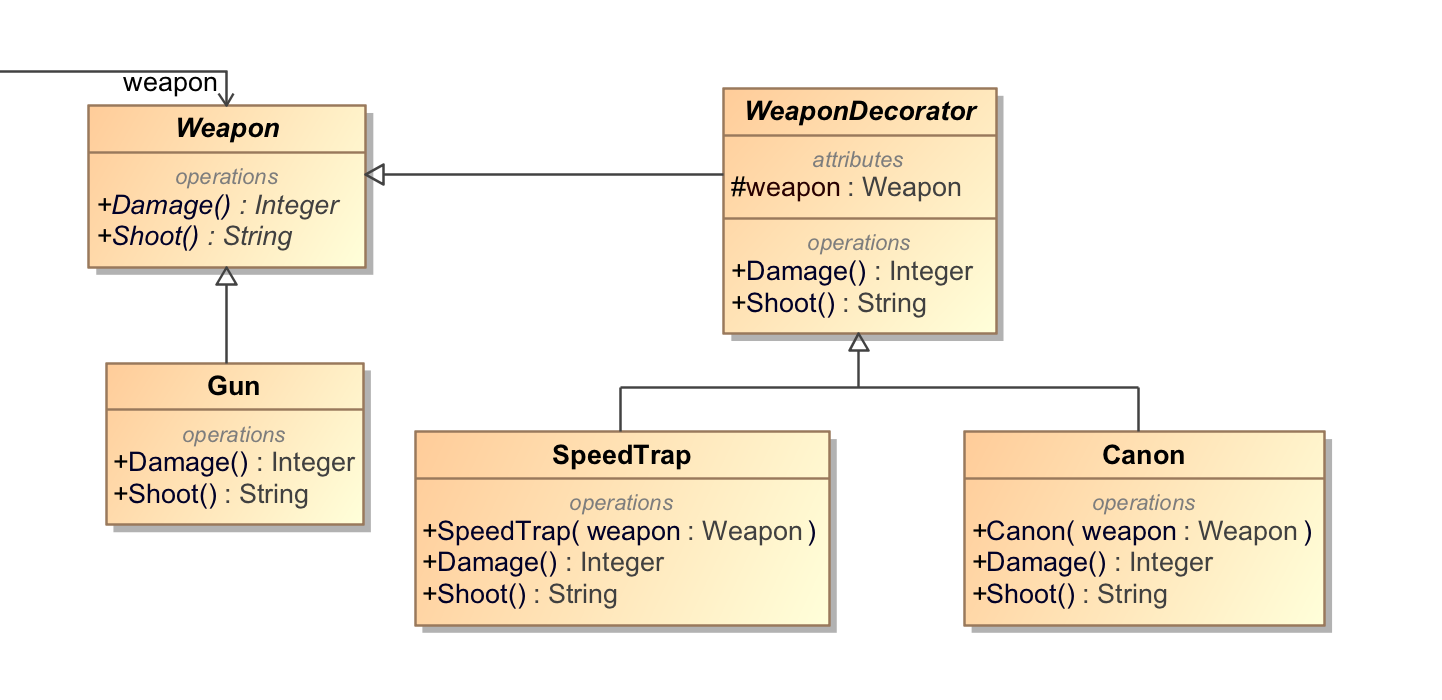 weapon
Weapon
operations
+Damage() : Integer
+Shoot() : String
WeaponDecorator
attributes
#weapon : Weapon
operations
+Damage() : Integer
+Shoot() : String
Gun
operations
+Damage() : Integer
+Shoot() : String
SpeedTrap
operations
+SpeedTrap( weapon : Weapon )
+Damage() : Integer
+Shoot() : String
Canon
operations
+Canon( weapon : Weapon )
+Damage() : Integer
+Shoot() : String